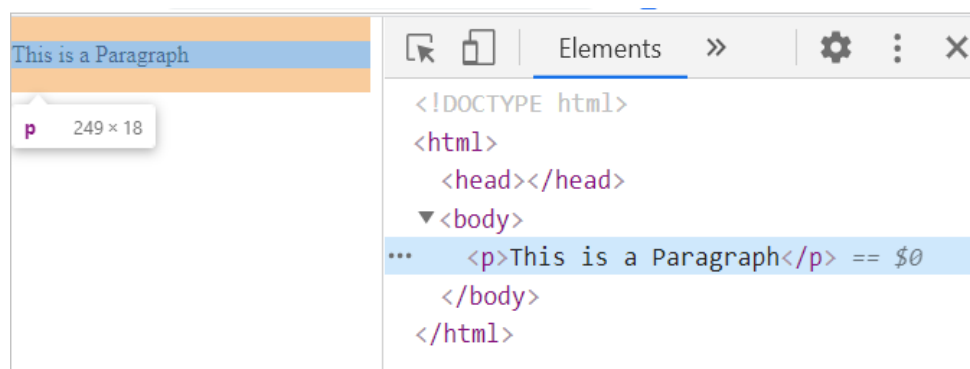 This is a Paragraph
p 249 × 18
Elements »
<!DOCTYPE html>
<html>
<head></head>
▼<body>
··· <p>This is a Paragraph</p> == $0
</body>
</html>